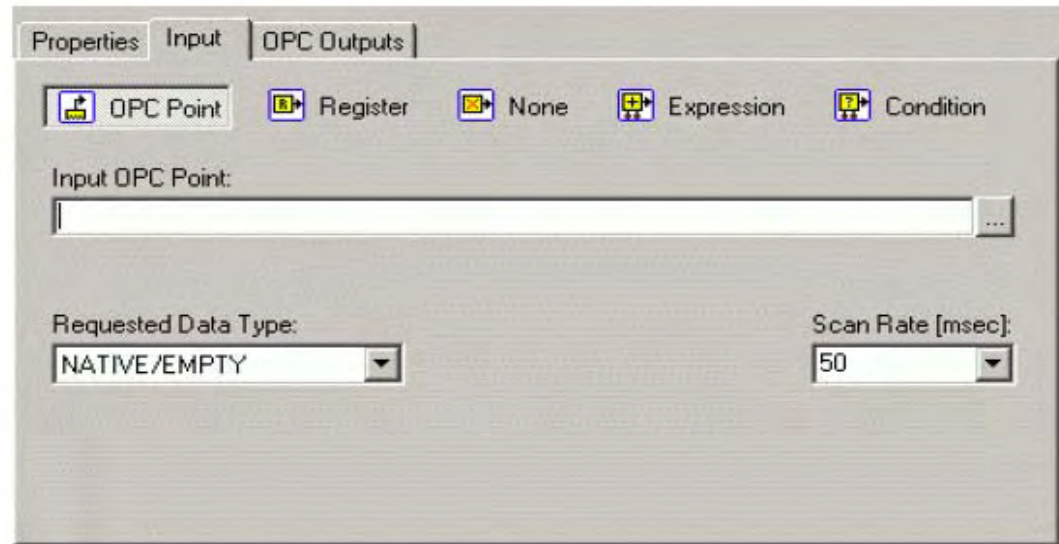 Properties Input OPC Outputs
OPC Point Register None Expression Condition
Input OPC Point:
...
Requested Data Type: Scan Rate [msec]:
NATIVE/EMPTY 50